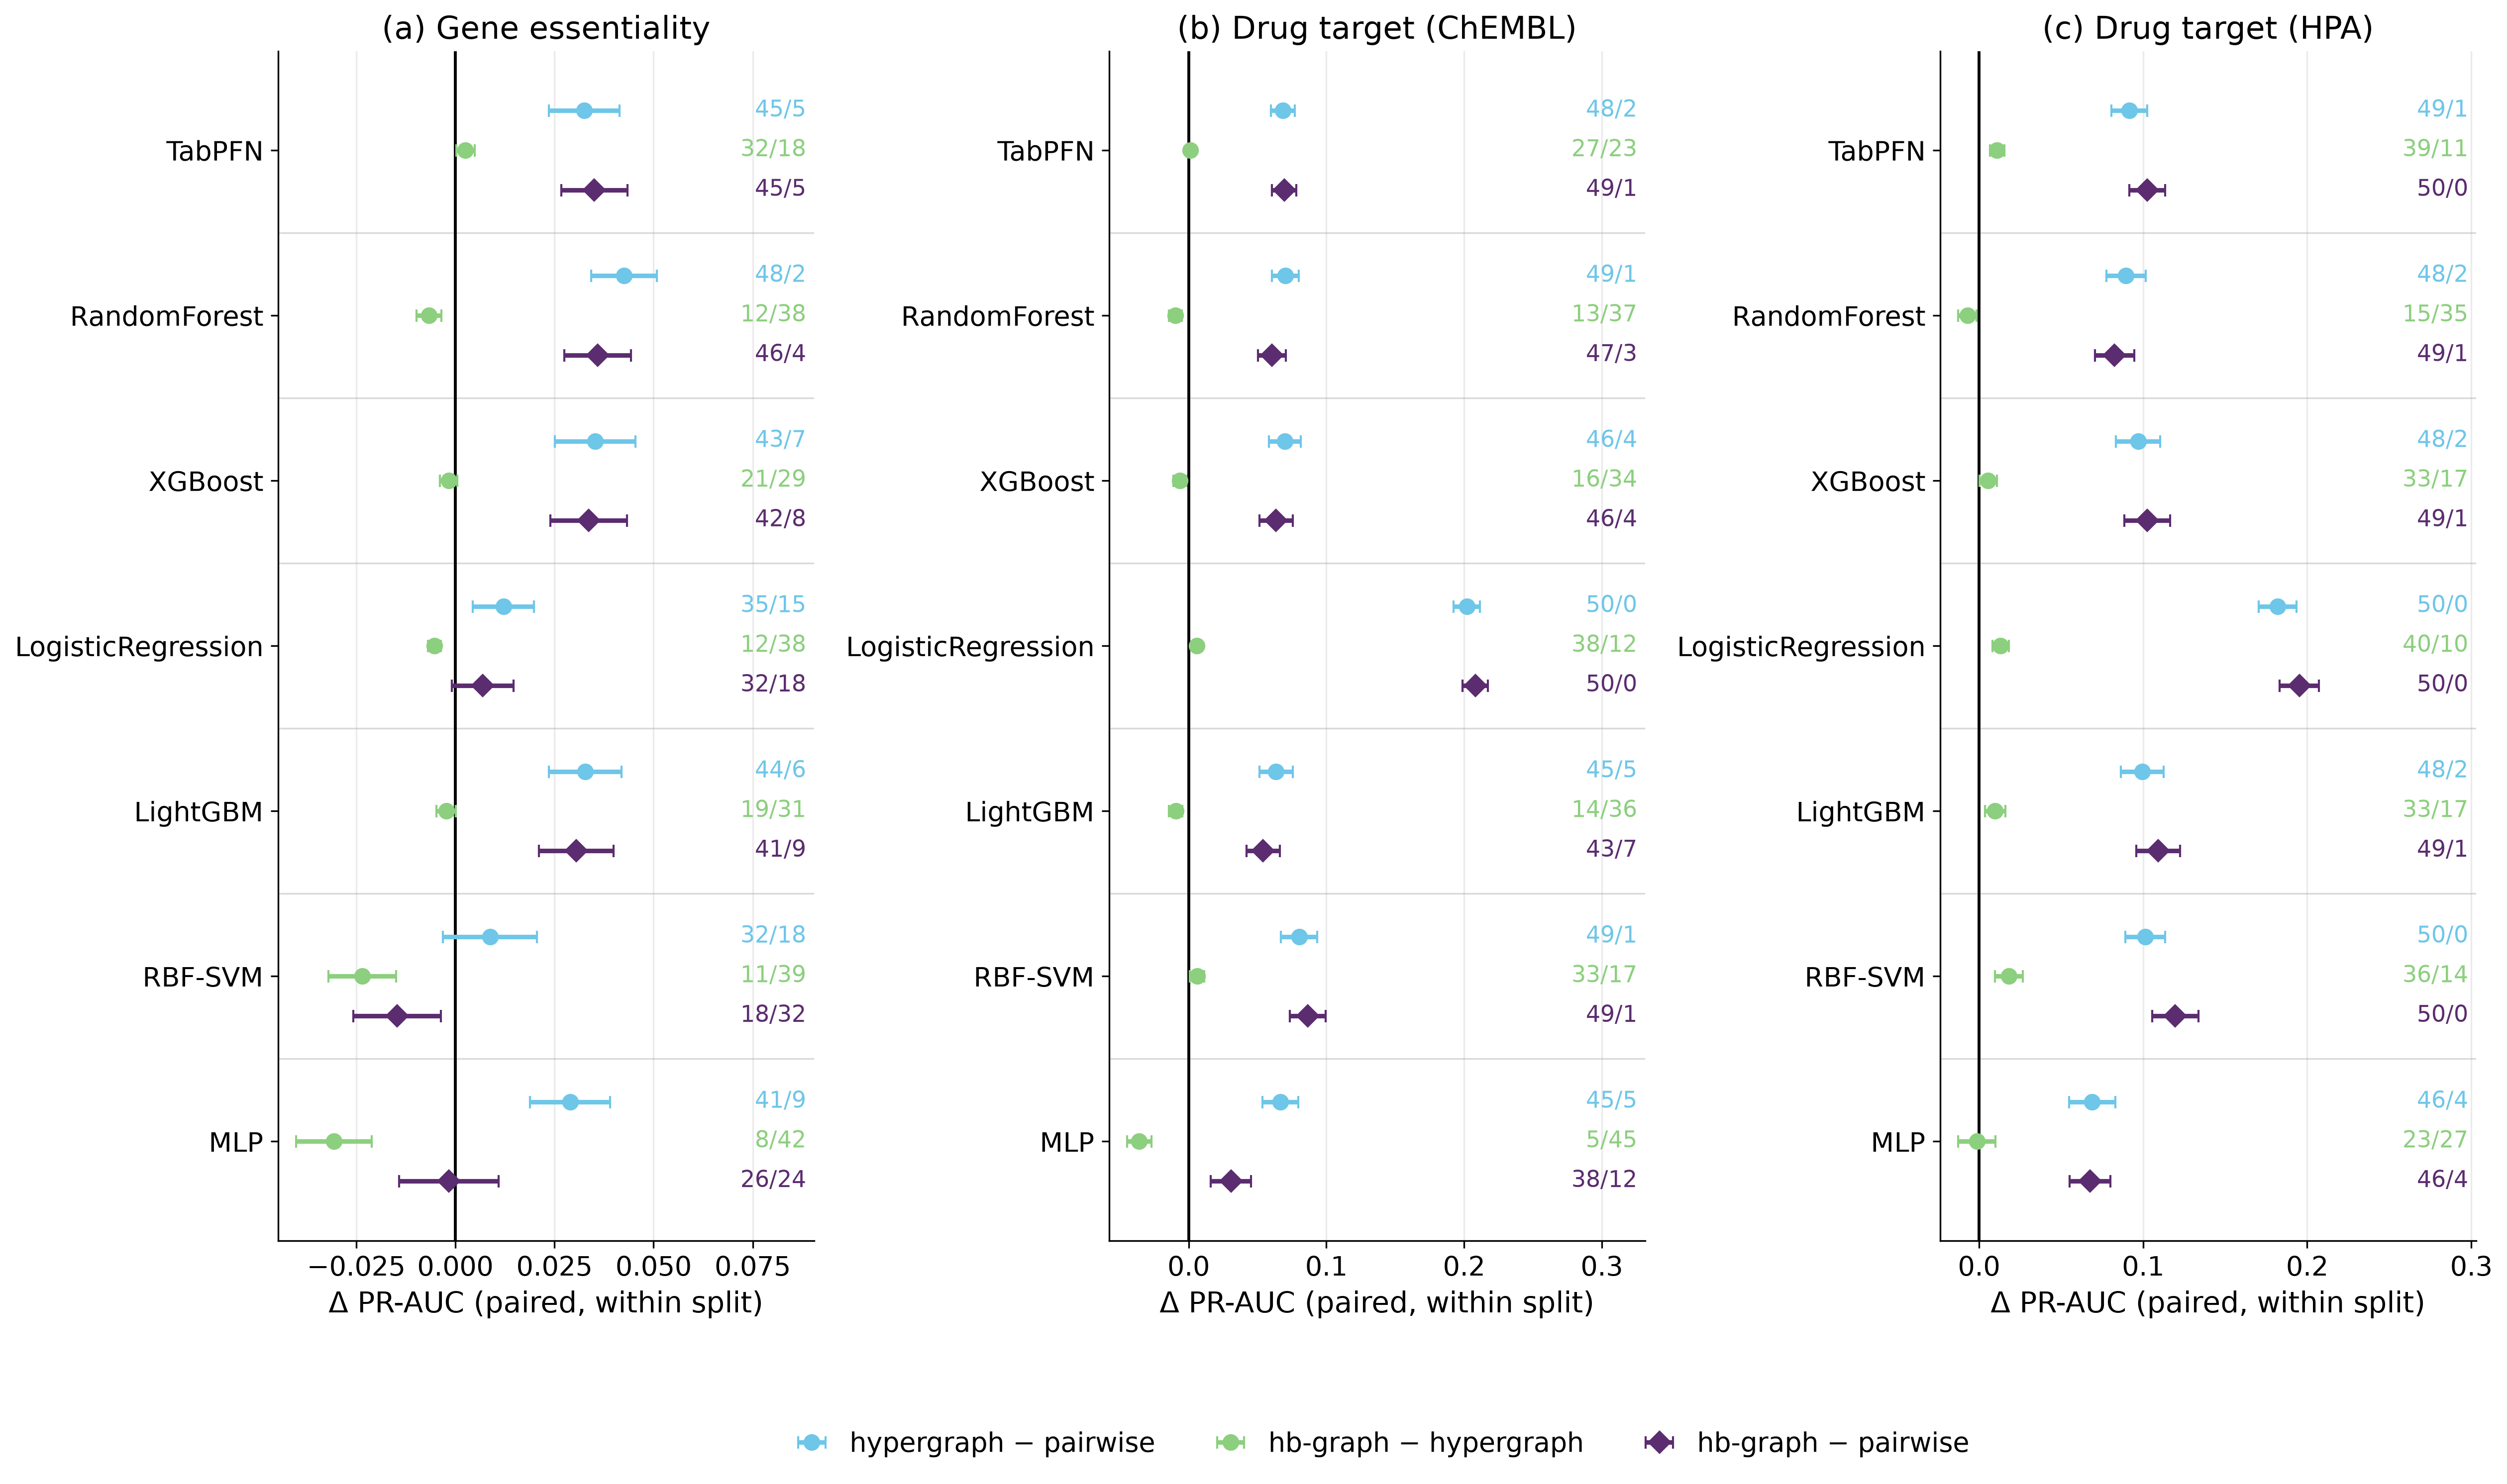 (a) Gene essentiality
TabPFN
45/5
32/18
45/5
RandomForest
48/2
12/38
46/4
XGBoost
43/7
21/29
42/8
LogisticRegression
35/15
12/38
32/18
LightGBM
44/6
19/31
41/9
RBF-SVM
32/18
11/39
18/32
MLP
41/9
8/42
26/24
−0.025 0.000 0.025 0.050 0.075
Δ PR-AUC (paired, within split)
(b) Drug target (ChEMBL)
TabPFN
48/2
27/23
49/1
RandomForest
49/1
13/37
47/3
XGBoost
46/4
16/34
46/4
LogisticRegression
50/0
38/12
50/0
LightGBM
45/5
14/36
43/7
RBF-SVM
49/1
33/17
49/1
MLP
45/5
5/45
38/12
0.0 0.1 0.2 0.3
Δ PR-AUC (paired, within split)
(c) Drug target (HPA)
TabPFN
49/1
39/11
50/0
RandomForest
48/2
15/35
49/1
XGBoost
48/2
33/17
49/1
LogisticRegression
50/0
40/10
50/0
LightGBM
48/2
33/17
49/1
RBF-SVM
50/0
36/14
50/0
MLP
46/4
23/27
46/4
0.0 0.1 0.2 0.3
Δ PR-AUC (paired, within split)
hypergraph − pairwise
hb-graph − hypergraph
hb-graph − pairwise